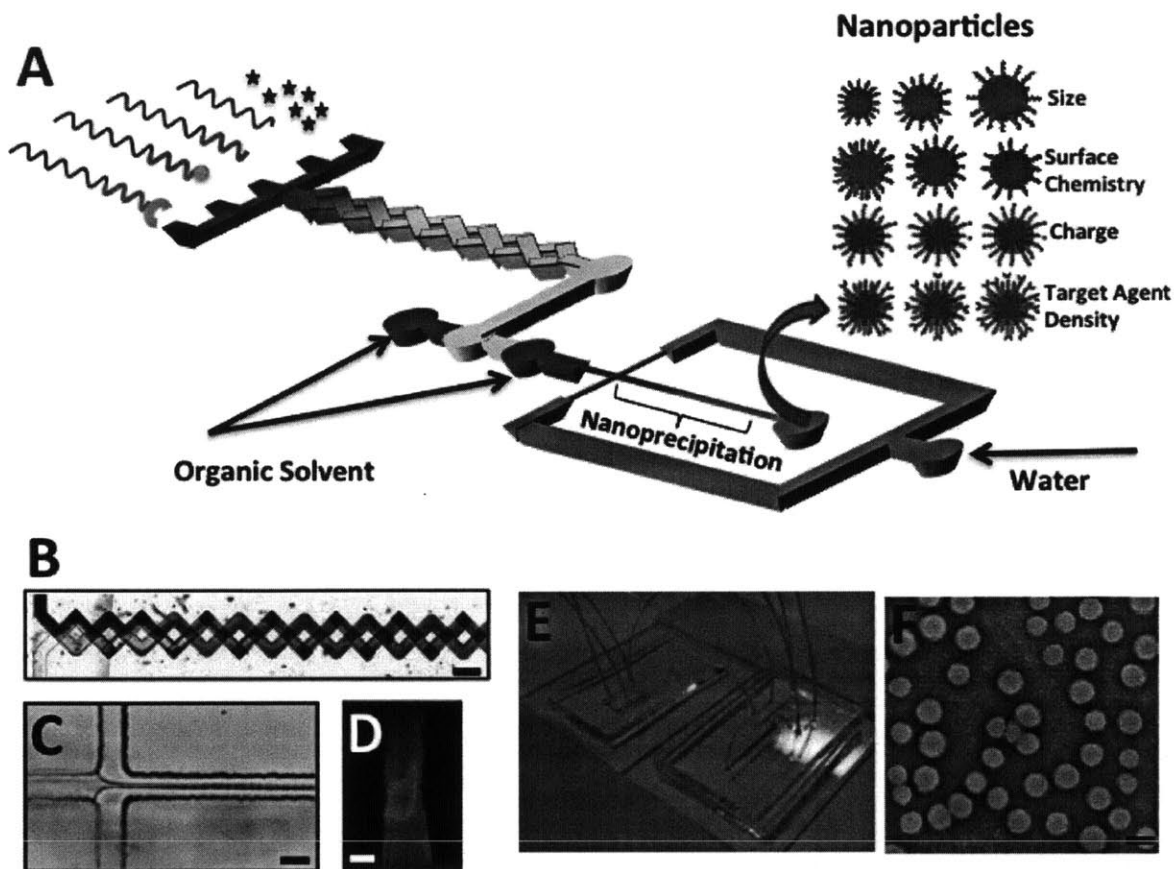 Nanoparticles
A
Size
Surface
Chemistry
Charge
Target Agent
Density
Nanoprecipitation
Organic Solvent
Water
B
C
D
E
F